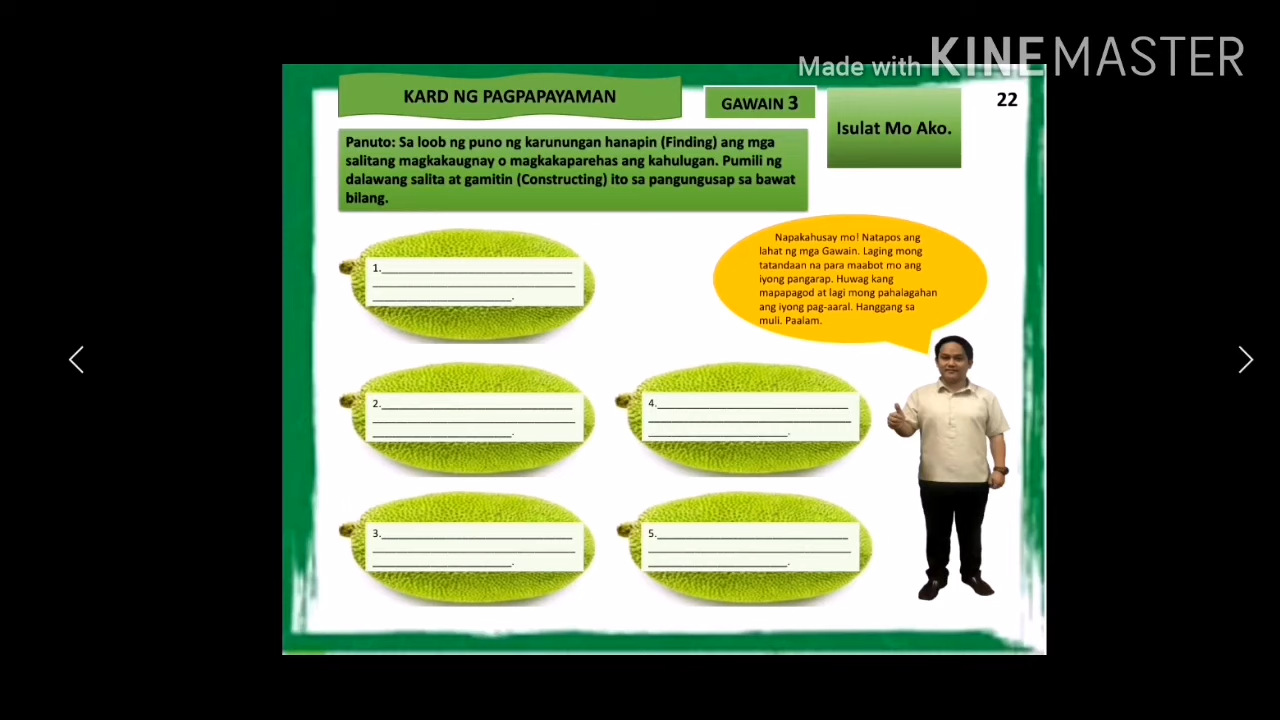 Made with KINEMASTER
KARD NG PAGPAPAYAMAN
GAWAIN 3
Isulat Mo Ako.
22
Panuto: Sa loob ng puno ng karunungan hanapin (Finding) ang mga
salitang magkakaugnay o magkakaparehas ang kahulugan. Pumili ng
dalawang salita at gamitin (Constructing) ito sa pangungusap sa bawat
bilang.
Napakahusay mo! Natapos ang
lahat ng mga Gawain. Laging mong
tatandaan na para maabot mo ang
iyong pangarap. Huwag kang
mapapagod at lagi mong pahalagahan
ang iyong pag-aaral. Hanggang sa
muli. Paalam.
1.
2.
3.
4.
5.